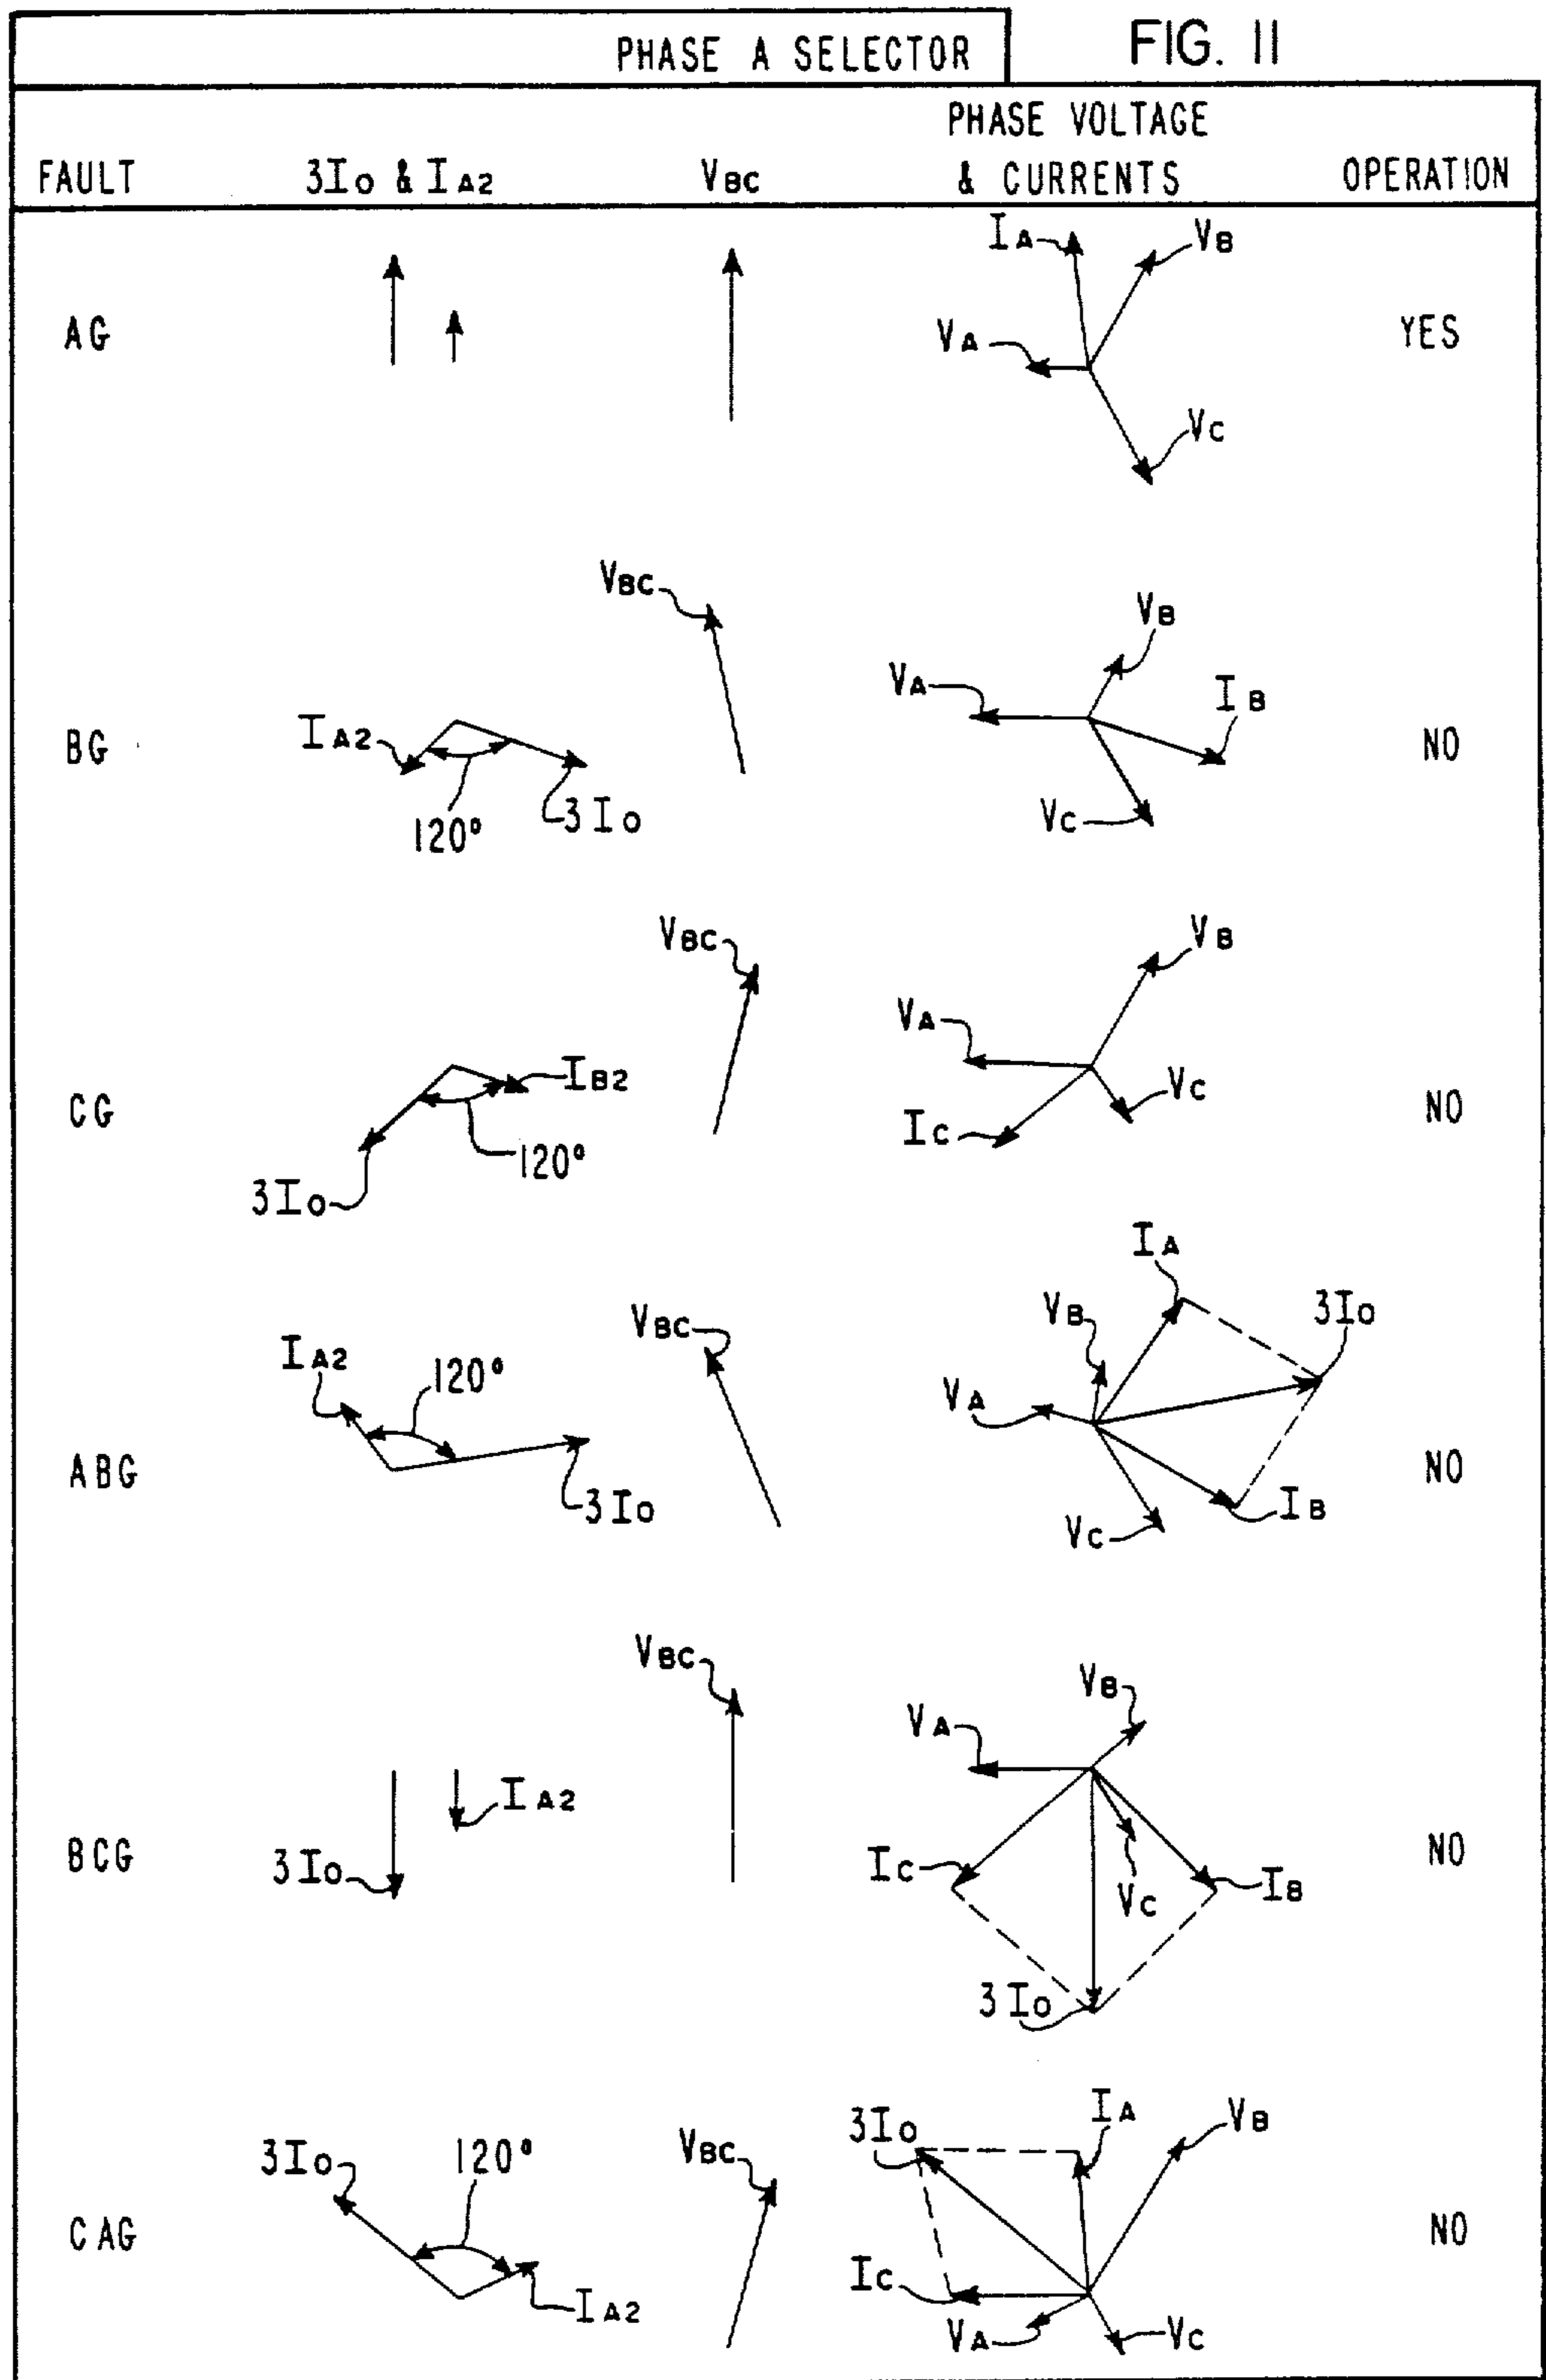 PHASE A SELECTOR
FIG. 11
PHASE VOLTAGE
FAULT 3I0 & IA2 VBC & CURRENTS OPERATION
IA VB
AG VA YES
VC
VBC VB
VA IB
BG IA2 NO
120° 3I0 VC
VBC VB
VA
IB2 VC
CG IC NO
120°
3I0
IA
VBC VB 3I0
IA2 120° VA
ABG NO
3I0 IB
VC
VBC VB
VA
IA2
BCG 3I0 IC IB NO
VC
3I0
IA
3I0 VB
3I0 120° VBC
CAG NO
IC
IA2 VA VC